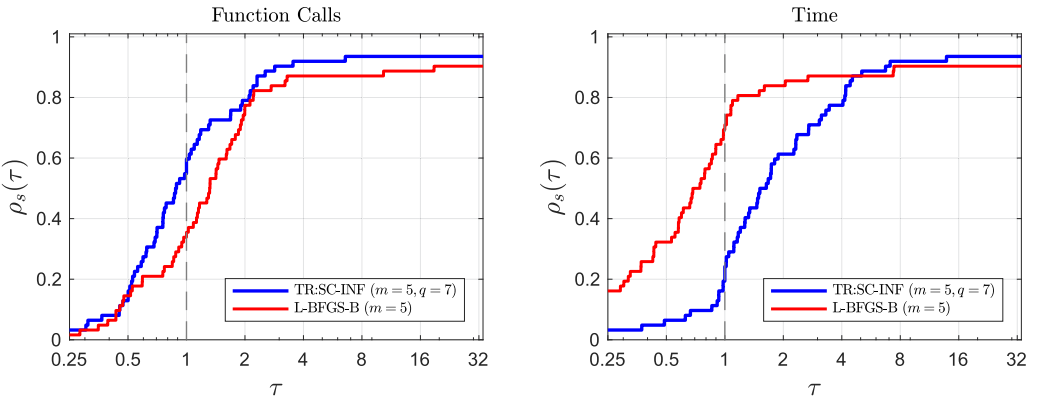 Function Calls
1
0.8
0.6
0.4
0.2
0
ρs(τ)
TR:SC-INF (m = 5, q = 7)
L-BFGS-B (m = 5)
0.25 0.5 1 2 4 8 16 32
τ
Time
1
0.8
0.6
0.4
0.2
0
ρs(τ)
TR:SC-INF (m = 5, q = 7)
L-BFGS-B (m = 5)
0.25 0.5 1 2 4 8 16 32
τ